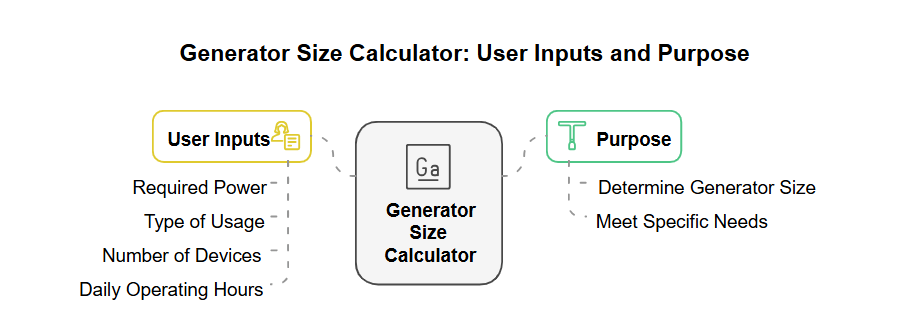 Generator Size Calculator: User Inputs and Purpose
User Inputs
Required Power
Type of Usage
Number of Devices
Daily Operating Hours
Ga
Generator
Size
Calculator
Purpose
Determine Generator Size
Meet Specific Needs